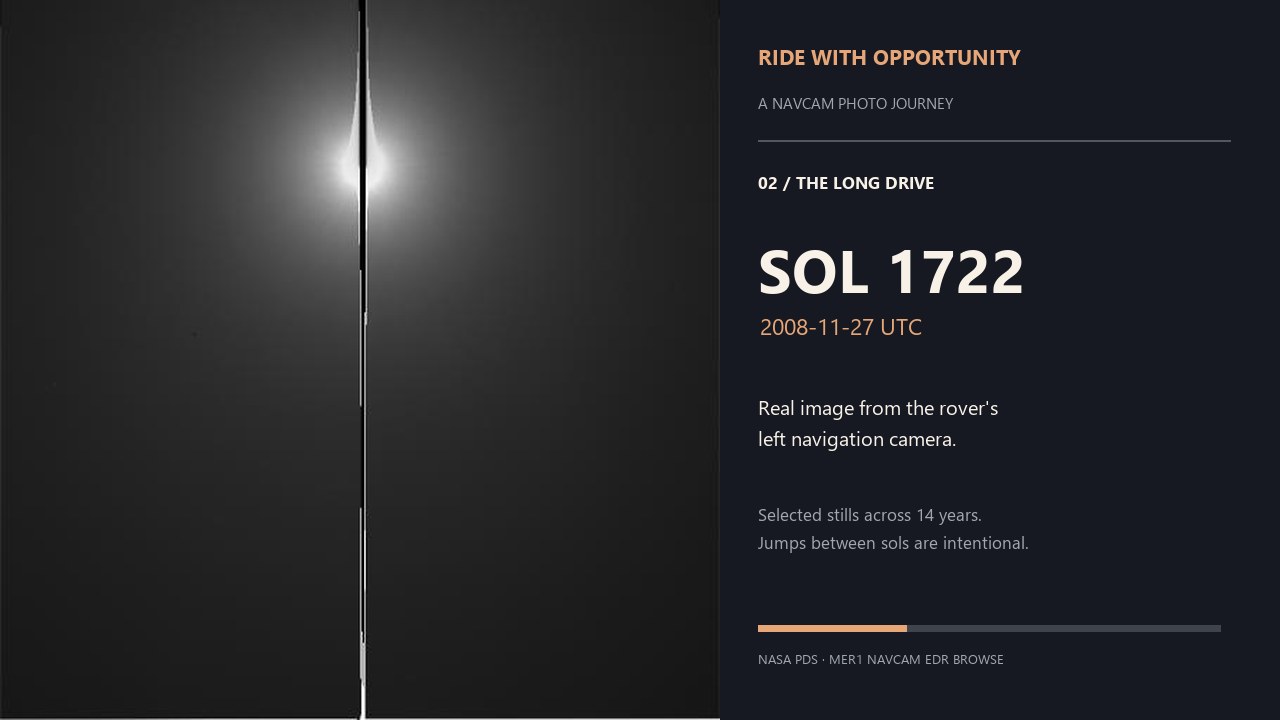 RIDE WITH OPPORTUNITY
A NAVCAM PHOTO JOURNEY
02 / THE LONG DRIVE
SOL 1722
2008-11-27 UTC
Real image from the rover's
left navigation camera.
Selected stills across 14 years.
Jumps between sols are intentional.
NASA PDS · MER1 NAVCAM EDR BROWSE